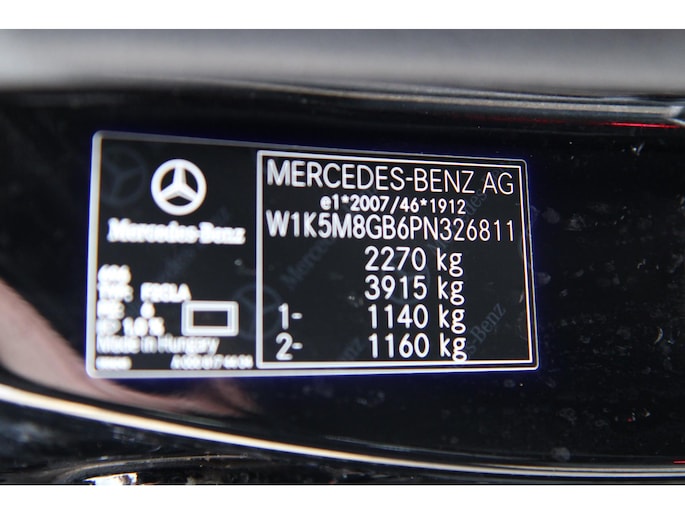 Mercedes-Benz
Made in Hungary
MERCEDES-BENZ AG
e1*2007/46*1912
W1K5M8GB6PN326811
2270 kg
3915 kg
1- 1140 kg
2- 1160 kg